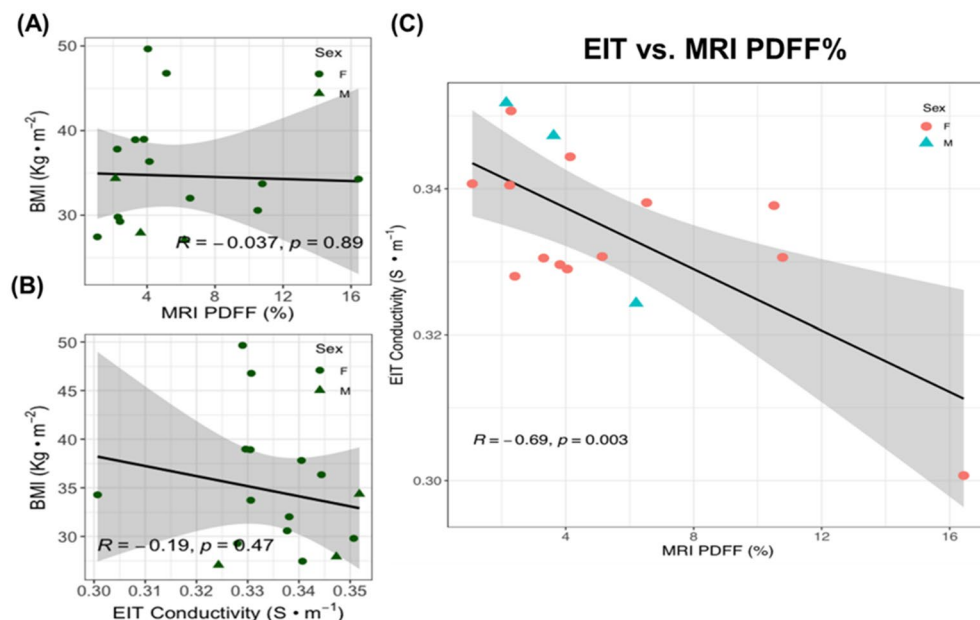 (A)
Sex
F
M
50
40
30
BMI (Kg • m⁻²)
R = −0.037, p = 0.89
4
8
12
16
MRI PDFF (%)
(B)
Sex
F
M
50
45
40
35
30
BMI (Kg • m⁻²)
R = −0.19, p = 0.47
0.30
0.31
0.32
0.33
0.34
0.35
EIT Conductivity (S • m⁻¹)
(C)
EIT vs. MRI PDFF%
Sex
F
M
0.34
0.32
0.30
EIT Conductivity (S • m⁻¹)
R = −0.69, p = 0.003
4
8
12
16
MRI PDFF (%)